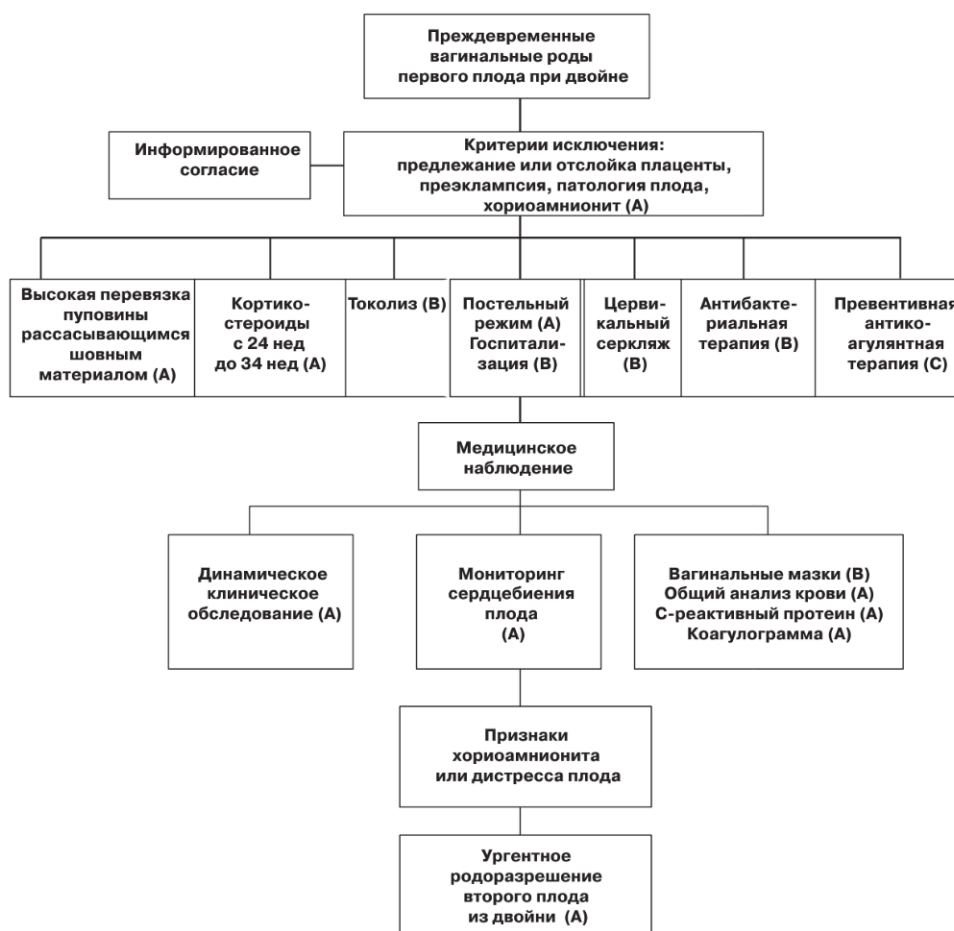 Преждевременные
вагинальные роды
первого плода при двойне
Информированное
согласие
Критерии исключения:
предлежание или отслойка плаценты,
преэклампсия, патология плода,
хориоамнионит (A)
Высокая перевязка
пуповины
рассасывающимся
шовным
материалом (A)
Кортико-
стероиды
с 24 нед
до 34 нед (A)
Токолиз (B)
Постельный
режим (A)
Госпитали-
зация (B)
Церви-
кальный
серкляж
(B)
Антибакте-
риальная
терапия (B)
Превентивная
антико-
агулянтная
терапия (C)
Медицинское
наблюдение
Динамическое
клиническое
обследование (A)
Мониторинг
сердцебиения
плода
(A)
Вагинальные мазки (B)
Общий анализ крови (A)
С-реактивный протеин (A)
Коагулограмма (A)
Признаки
хориоамнионита
или дистресса плода
Ургентное
родоразрешение
второго плода
из двойни (A)